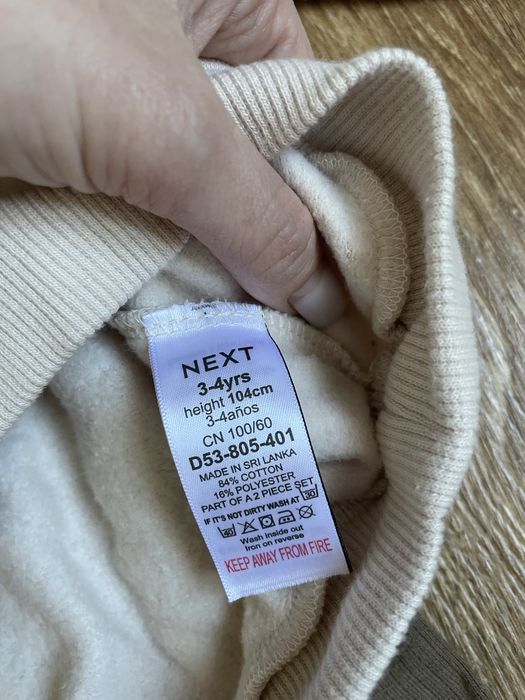 NEXT
3-4yrs
height 104cm
3-4años
CN 100/60
D53-805-401
MADE IN SRI LANKA
84% COTTON
16% POLYESTER
PART OF A 2 PIECE SET
IF IT'S NOT DIRTY WASH AT 30
40
Wash inside out
Iron on reverse
KEEP AWAY FROM FIRE